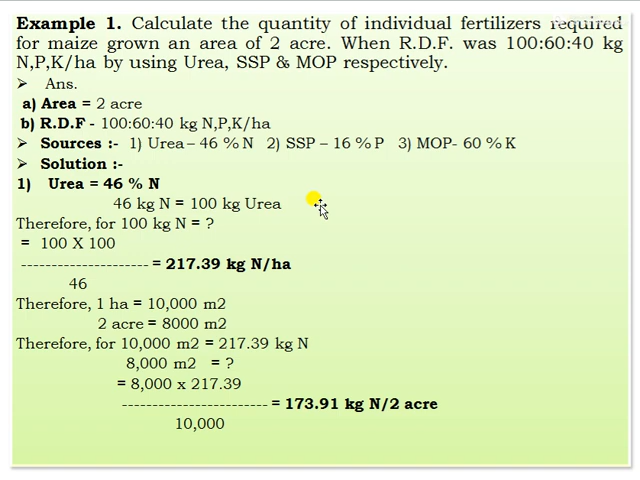 Example 1. Calculate the quantity of individual fertilizers required
for maize grown an area of 2 acre. When R.D.F. was 100:60:40 kg
N,P,K/ha by using Urea, SSP & MOP respectively.
➢ Ans.
a) Area = 2 acre
b) R.D.F - 100:60:40 kg N,P,K/ha
➢ Sources :- 1) Urea – 46 % N 2) SSP – 16 % P 3) MOP- 60 % K
➢ Solution :-
1) Urea = 46 % N
46 kg N = 100 kg Urea
Therefore, for 100 kg N = ?
= 100 X 100
--------------------- = 217.39 kg N/ha
46
Therefore, 1 ha = 10,000 m2
2 acre = 8000 m2
Therefore, for 10,000 m2 = 217.39 kg N
8,000 m2 = ?
= 8,000 x 217.39
------------------------ = 173.91 kg N/2 acre
10,000